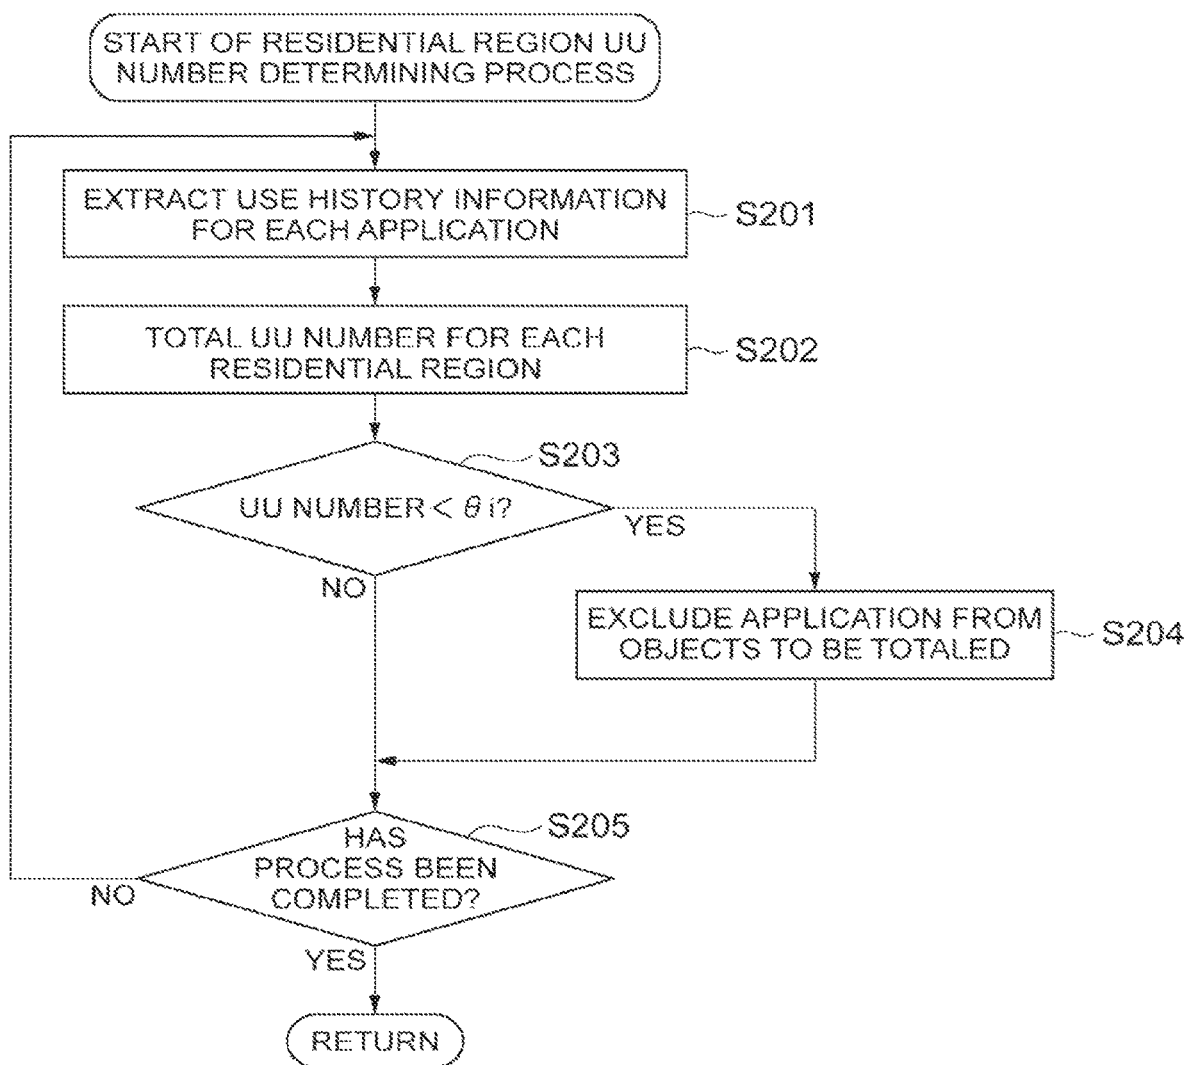 START OF RESIDENTIAL REGION UU
NUMBER DETERMINING PROCESS
EXTRACT USE HISTORY INFORMATION
FOR EACH APPLICATION
S201
TOTAL UU NUMBER FOR EACH
RESIDENTIAL REGION
S202
S203
UU NUMBER < θ i?
YES
NO
EXCLUDE APPLICATION FROM
OBJECTS TO BE TOTALED
S204
S205
HAS
PROCESS BEEN
COMPLETED?
NO
YES
RETURN